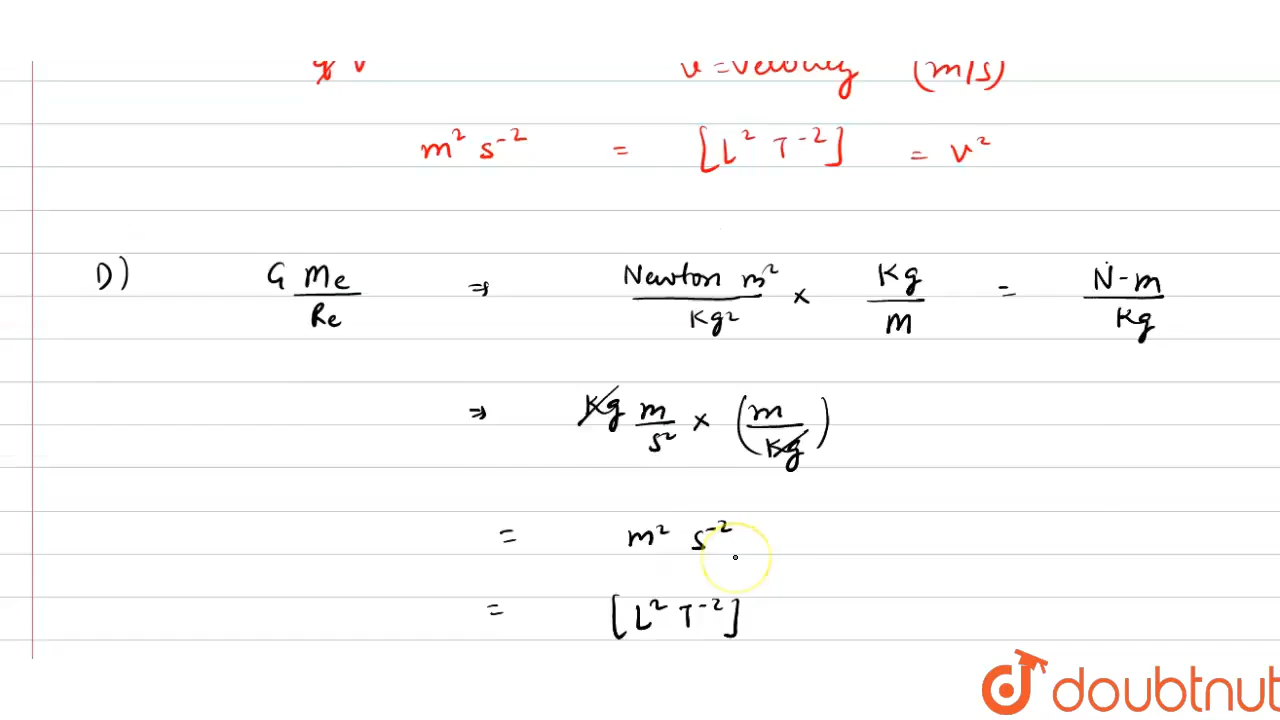 v = velocity (m/s)
m² s⁻² = [L² T⁻²] = v²
D) G Me/Re ⇒ Newton m²/Kg² × Kg/m = N-m/Kg
⇒ Kg m/s² × (m/Kg)
= m² s⁻²
= [L² T⁻²]
doubtnut